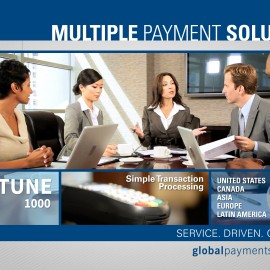 MULTIPLE PAYMENT SOLU
TUNE
1000
Simple Transaction
Processing
UNITED STATES
CANADA
ASIA
EUROPE
LATIN AMERICA
SERVICE. DRIVEN. C
globalpayments